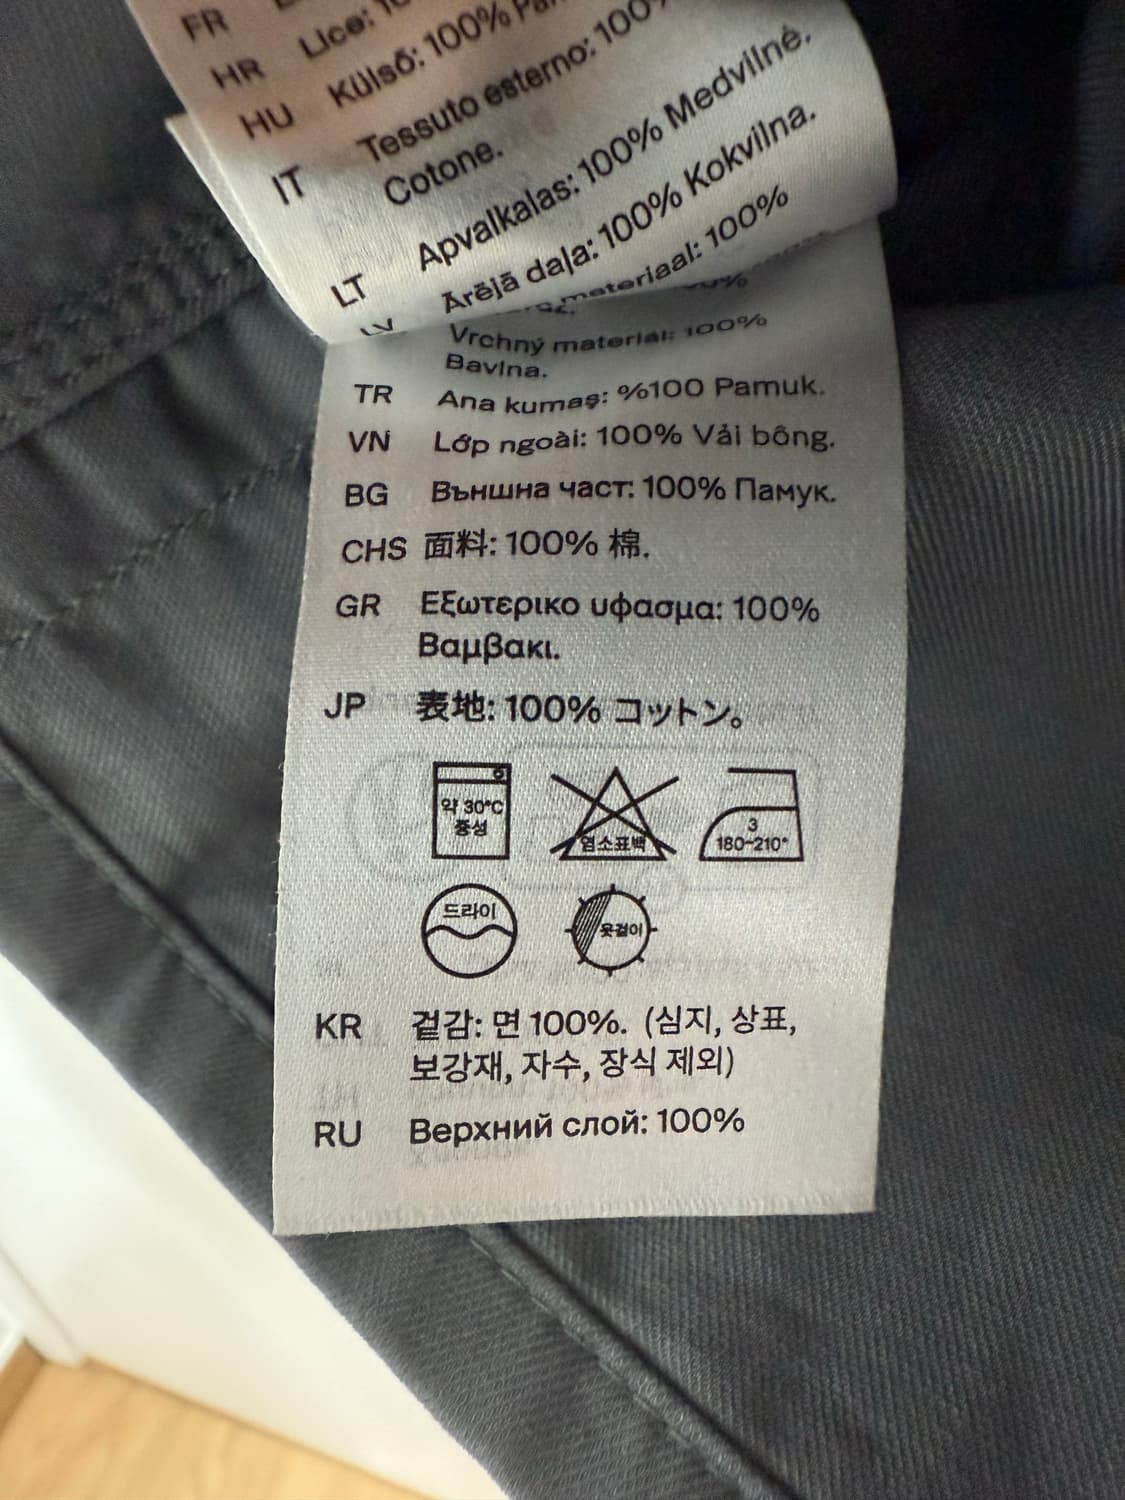 FR
HR Lice:
HU Külső: 100%
IT Tessuto esterno: 100%
Cotone.
LT Apvalkalas: 100% Medvilnė.
LV Ārējā daļa: 100% Kokvilna.
materiaal: 100%
Vrchný materiál: 100%
Bavlna.
TR Ana kumaş: %100 Pamuk.
VN Lớp ngoài: 100% Vải bông.
BG Външна част: 100% Памук.
CHS 面料: 100% 棉.
GR Εξωτερικο υφασμα: 100%
Βαμβακι.
JP 表地: 100% コットン。
약 30°C
중성
염소표백
3
180-210°
드라이
옷걸이
KR 겉감: 면 100%. (심지, 상표,
보강재, 자수, 장식 제외)
RU Верхний слой: 100%